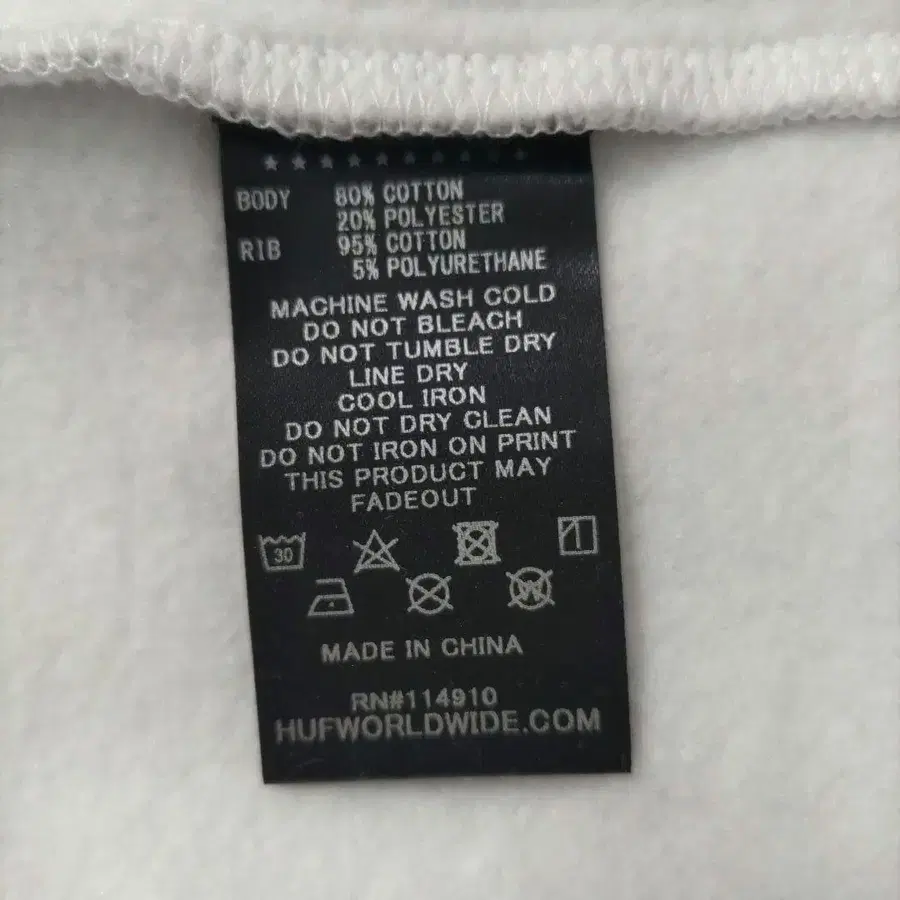 BODY 80% COTTON
20% POLYESTER
RIB 95% COTTON
5% POLYURETHANE
MACHINE WASH COLD
DO NOT BLEACH
DO NOT TUMBLE DRY
LINE DRY
COOL IRON
DO NOT DRY CLEAN
DO NOT IRON ON PRINT
THIS PRODUCT MAY
FADEOUT
30
W
MADE IN CHINA
RN#114910
HUFWORLDWIDE.COM